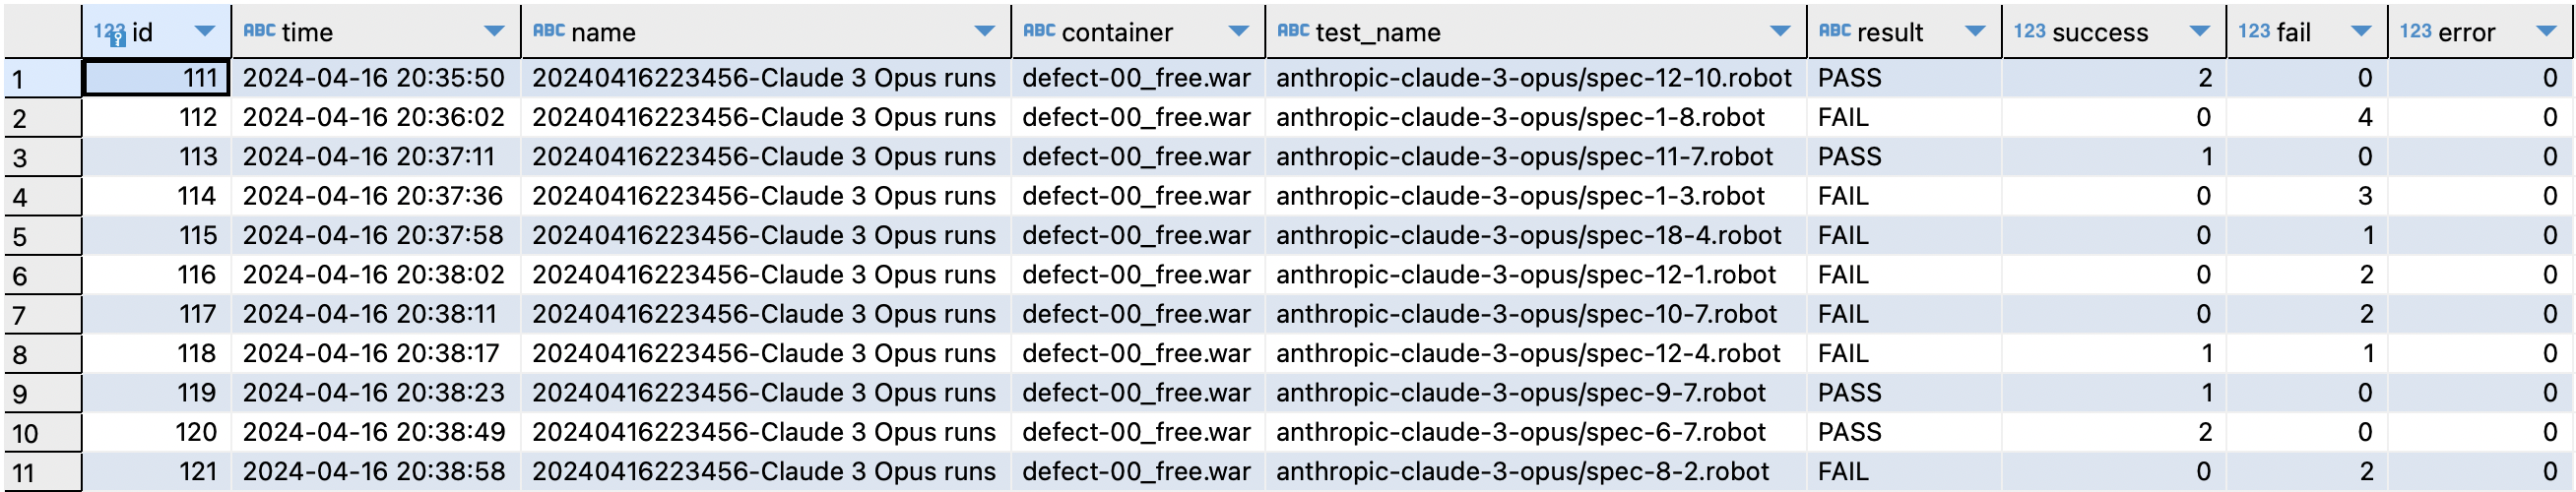 123 id ABC time ABC name ABC container ABC test_name ABC result 123 success 123 fail 123 error
1 111 2024-04-16 20:35:50 20240416223456-Claude 3 Opus runs defect-00_free.war anthropic-claude-3-opus/spec-12-10.robot PASS 2 0 0
2 112 2024-04-16 20:36:02 20240416223456-Claude 3 Opus runs defect-00_free.war anthropic-claude-3-opus/spec-1-8.robot FAIL 0 4 0
3 113 2024-04-16 20:37:11 20240416223456-Claude 3 Opus runs defect-00_free.war anthropic-claude-3-opus/spec-11-7.robot PASS 1 0 0
4 114 2024-04-16 20:37:36 20240416223456-Claude 3 Opus runs defect-00_free.war anthropic-claude-3-opus/spec-1-3.robot FAIL 0 3 0
5 115 2024-04-16 20:37:58 20240416223456-Claude 3 Opus runs defect-00_free.war anthropic-claude-3-opus/spec-18-4.robot FAIL 0 1 0
6 116 2024-04-16 20:38:02 20240416223456-Claude 3 Opus runs defect-00_free.war anthropic-claude-3-opus/spec-12-1.robot FAIL 0 2 0
7 117 2024-04-16 20:38:11 20240416223456-Claude 3 Opus runs defect-00_free.war anthropic-claude-3-opus/spec-10-7.robot FAIL 0 2 0
8 118 2024-04-16 20:38:17 20240416223456-Claude 3 Opus runs defect-00_free.war anthropic-claude-3-opus/spec-12-4.robot FAIL 1 1 0
9 119 2024-04-16 20:38:23 20240416223456-Claude 3 Opus runs defect-00_free.war anthropic-claude-3-opus/spec-9-7.robot PASS 1 0 0
10 120 2024-04-16 20:38:49 20240416223456-Claude 3 Opus runs defect-00_free.war anthropic-claude-3-opus/spec-6-7.robot PASS 2 0 0
11 121 2024-04-16 20:38:58 20240416223456-Claude 3 Opus runs defect-00_free.war anthropic-claude-3-opus/spec-8-2.robot FAIL 0 2 0